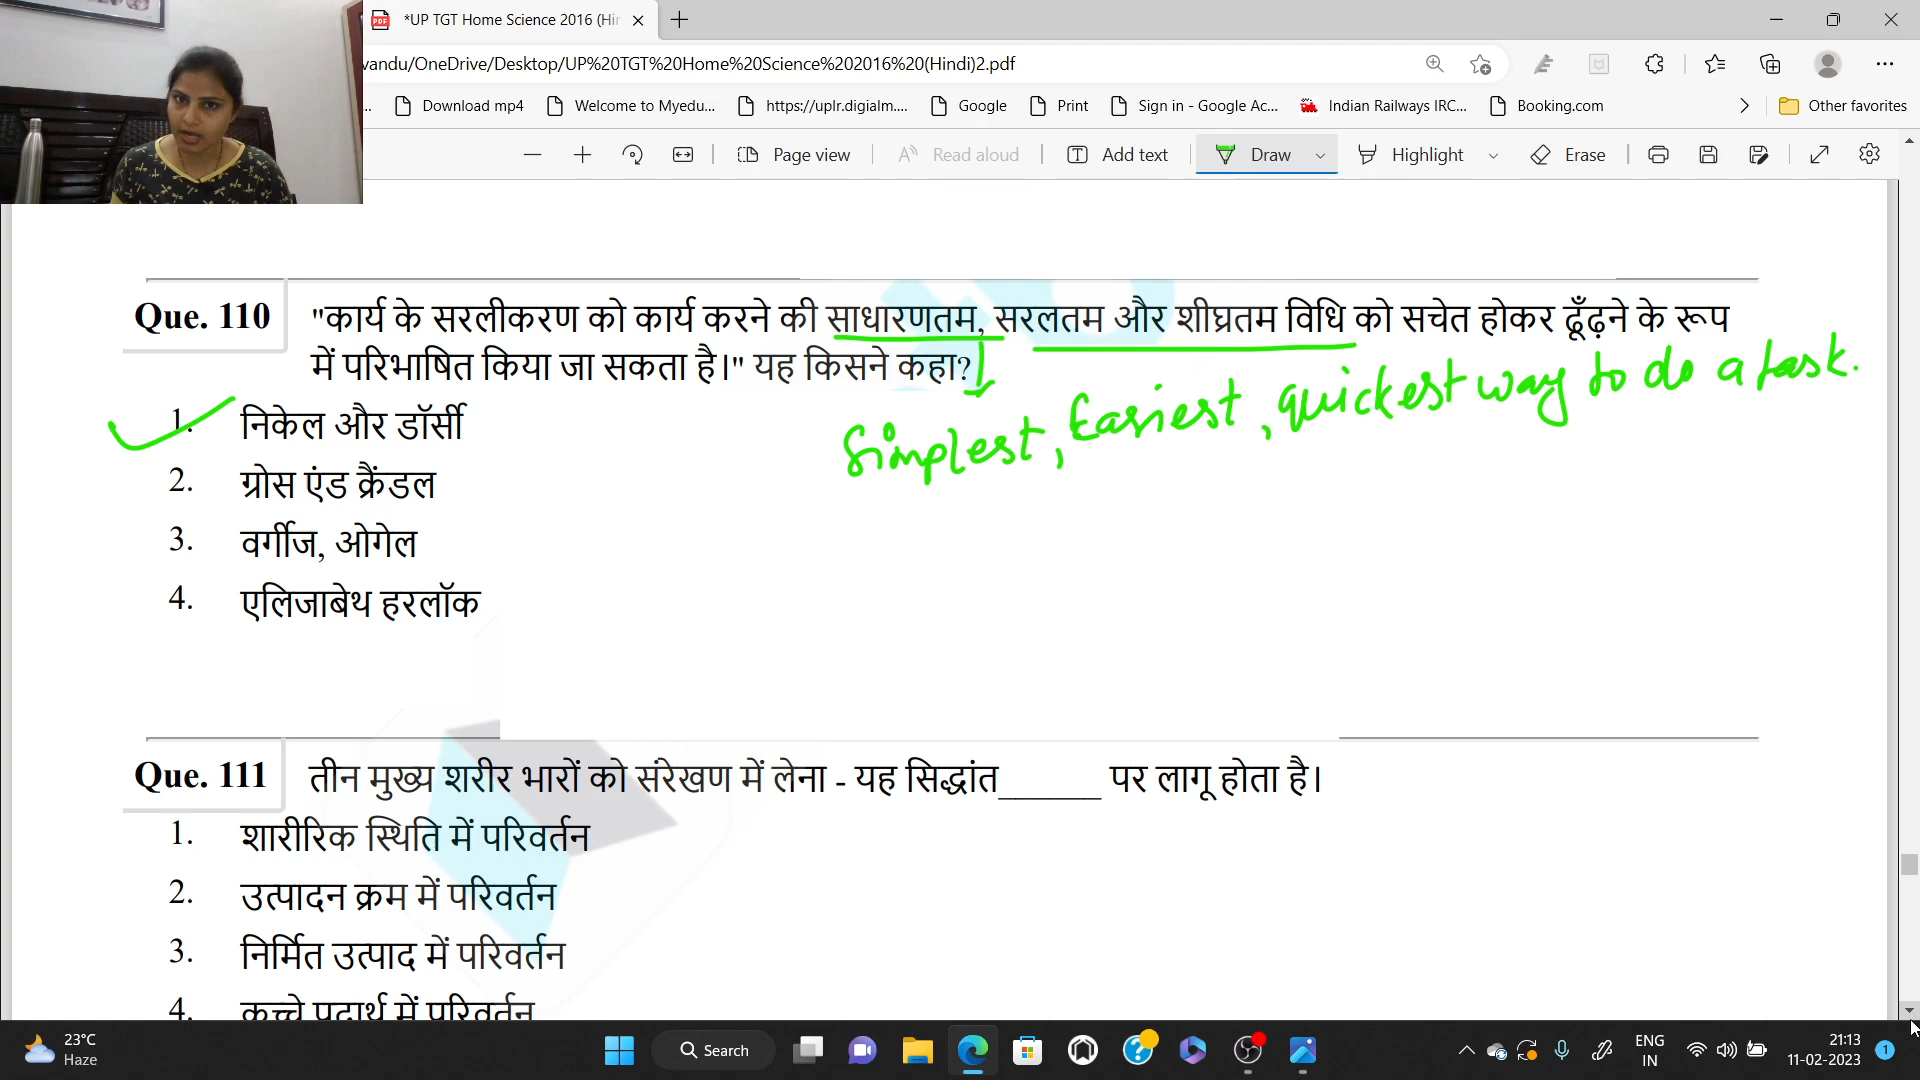 *UP TGT Home Science 2016 (Hi
vandu/OneDrive/Desktop/UP%20TGT%20Home%20Science%202016%20(Hindi)2.pdf
... Download mp4 Welcome to Myedu... https://uplr.digialm.... Google Print Sign in - Google Ac... Indian Railways IRC... Booking.com Other favorites
Page view Read aloud Add text Draw Highlight Erase
Que. 110 "कार्य के सरलीकरण को कार्य करने की साधारणतम, सरलतम और शीघ्रतम विधि को सचेत होकर ढूँढ़ने के रूप
में परिभाषित किया जा सकता है।" यह किसने कहा?
Simplest, Easiest, quickest way to do a task.
1. निकेल और डॉर्सी
2. ग्रोस एंड क्रैंडल
3. वर्गीज, ओगेल
4. एलिजाबेथ हरलॉक
Que. 111 तीन मुख्य शरीर भारों को संरेखण में लेना - यह सिद्धांत______ पर लागू होता है।
1. शारीरिक स्थिति में परिवर्तन
2. उत्पादन क्रम में परिवर्तन
3. निर्मित उत्पाद में परिवर्तन
4. कच्चे पदार्थ में परिवर्तन
23°C
Haze
Search
ENG
IN
21:13
11-02-2023
1